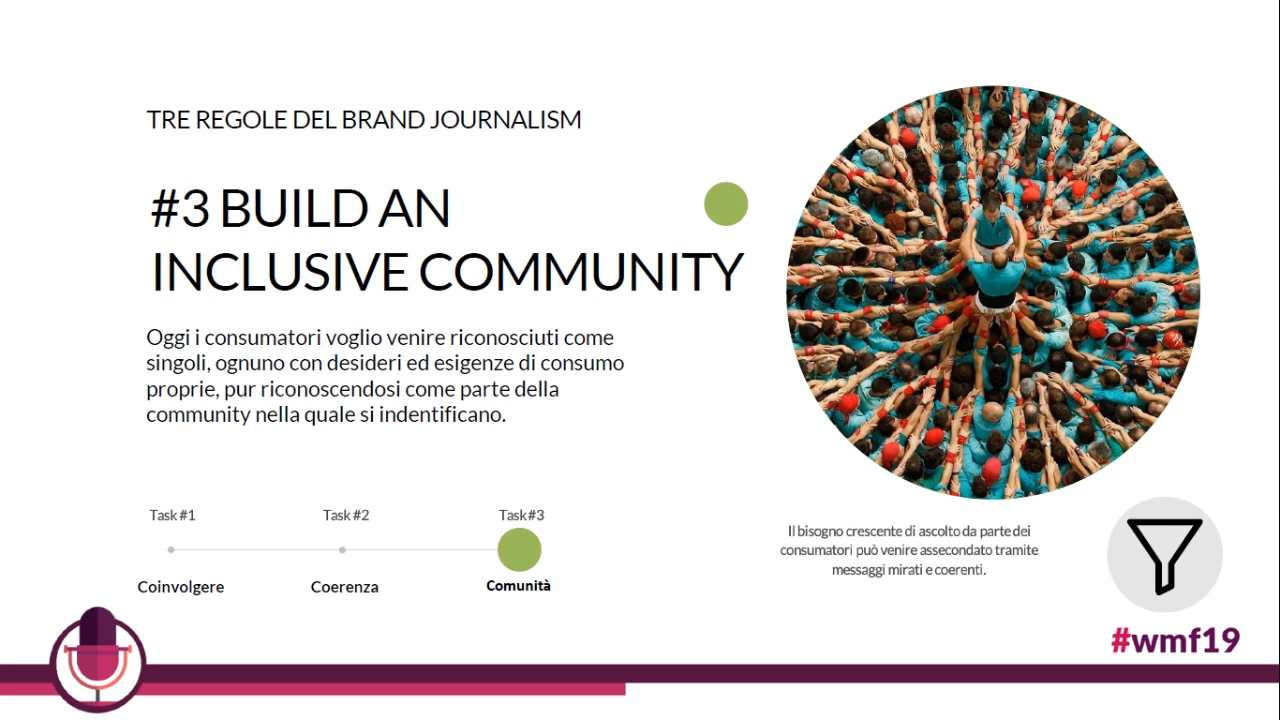 TRE REGOLE DEL BRAND JOURNALISM
#3 BUILD AN
INCLUSIVE COMMUNITY
Oggi i consumatori voglio venire riconosciuti come
singoli, ognuno con desideri ed esigenze di consumo
proprie, pur riconoscendosi come parte della
community nella quale si indentificano.
Task #1 Task #2 Task #3
Coinvolgere Coerenza Comunità
Il bisogno crescente di ascolto da parte dei
consumatori può venire assecondato tramite
messaggi mirati e coerenti.
#wmf19